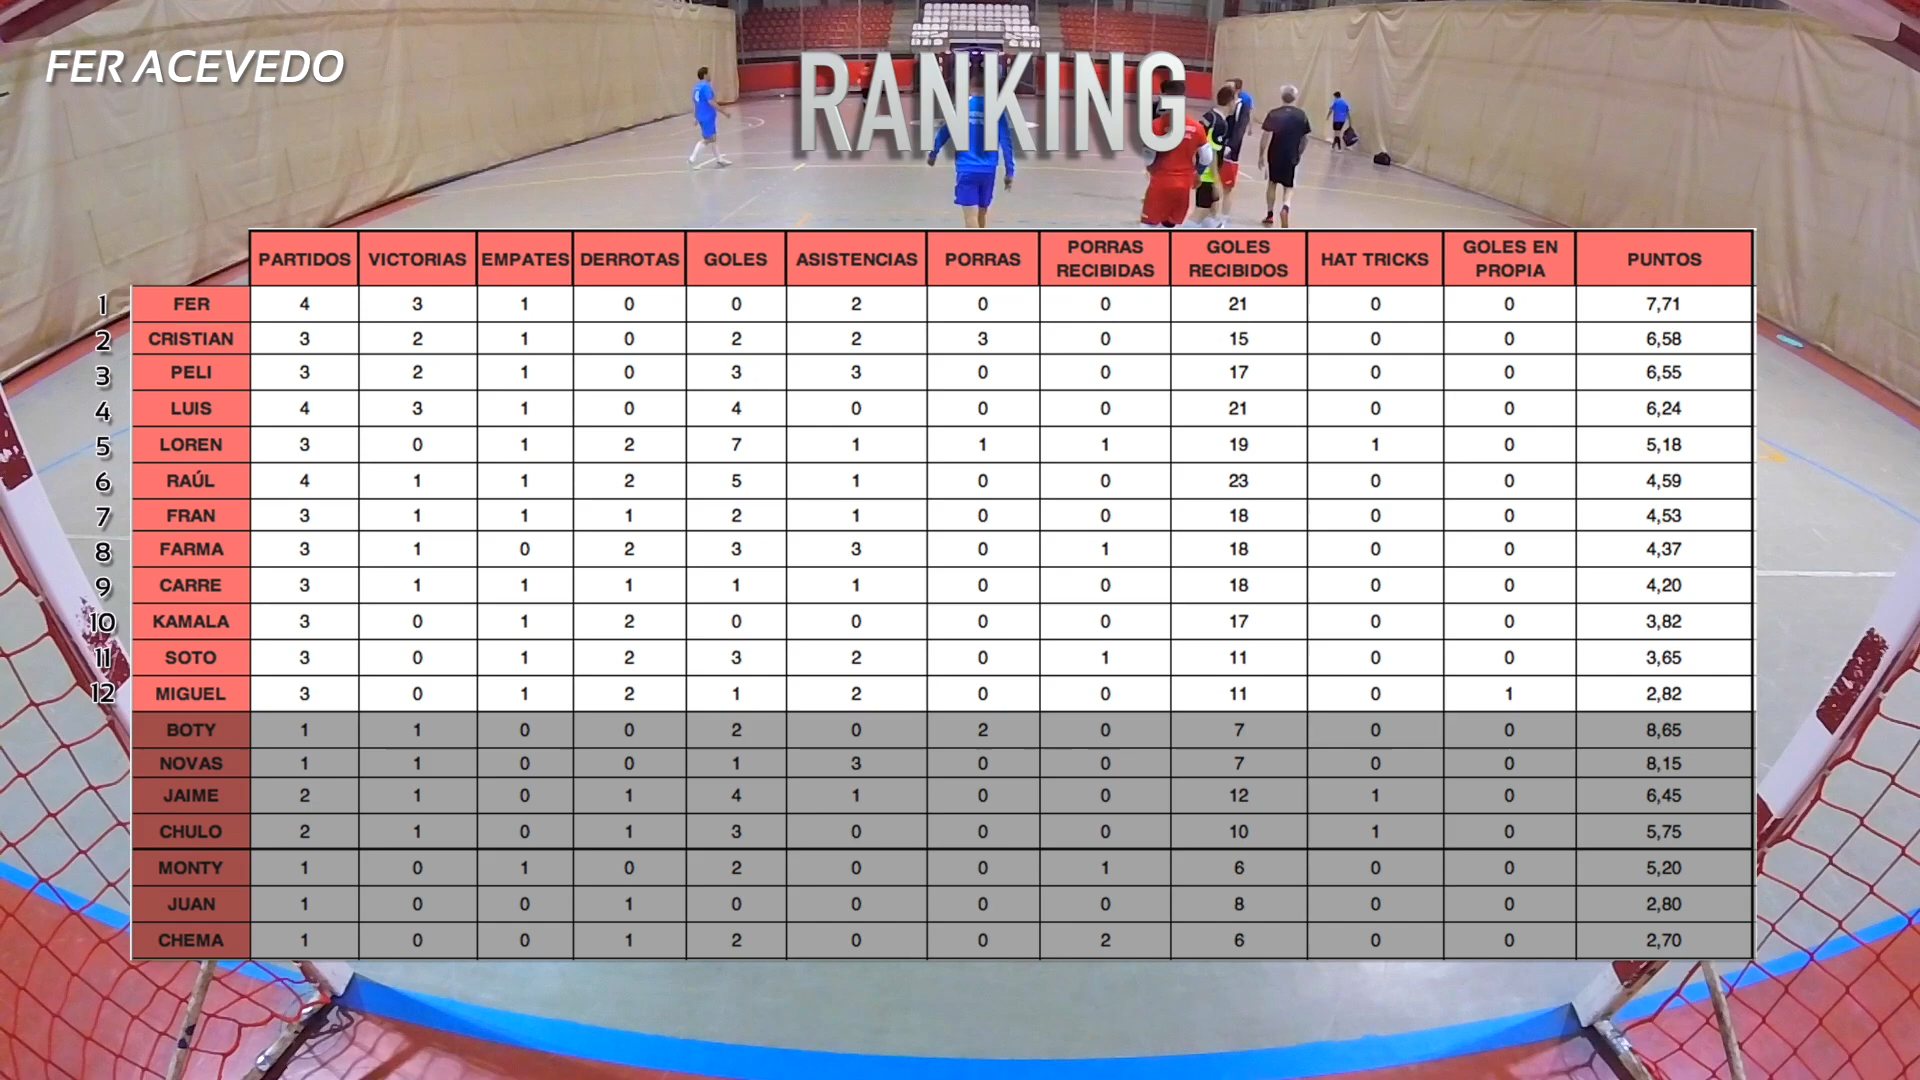 FER ACEVEDO
RANKING
PARTIDOS VICTORIAS EMPATES DERROTAS GOLES ASISTENCIAS PORRAS PORRAS RECIBIDAS GOLES RECIBIDOS HAT TRICKS GOLES EN PROPIA PUNTOS
1 FER 4 3 1 0 0 2 0 0 21 0 0 7,71
2 CRISTIAN 3 2 1 0 2 2 3 0 15 0 0 6,58
3 PELI 3 2 1 0 3 3 0 0 17 0 0 6,55
4 LUIS 4 3 1 0 4 0 0 0 21 0 0 6,24
5 LOREN 3 0 1 2 7 1 1 1 19 1 0 5,18
6 RAÚL 4 1 1 2 5 1 0 0 23 0 0 4,59
7 FRAN 3 1 1 1 2 1 0 0 18 0 0 4,53
8 FARMA 3 1 0 2 3 3 0 1 18 0 0 4,37
9 CARRE 3 1 1 1 1 1 0 0 18 0 0 4,20
10 KAMALA 3 0 1 2 0 0 0 0 17 0 0 3,82
11 SOTO 3 0 1 2 3 2 0 1 11 0 0 3,65
12 MIGUEL 3 0 1 2 1 2 0 0 11 0 1 2,82
BOTY 1 1 0 0 2 0 2 0 7 0 0 8,65
NOVAS 1 1 0 0 1 3 0 0 7 0 0 8,15
JAIME 2 1 0 1 4 1 0 0 12 1 0 6,45
CHULO 2 1 0 1 3 0 0 0 10 1 0 5,75
MONTY 1 0 1 0 2 0 0 1 6 0 0 5,20
JUAN 1 0 0 1 0 0 0 0 8 0 0 2,80
CHEMA 1 0 0 1 2 0 0 2 6 0 0 2,70